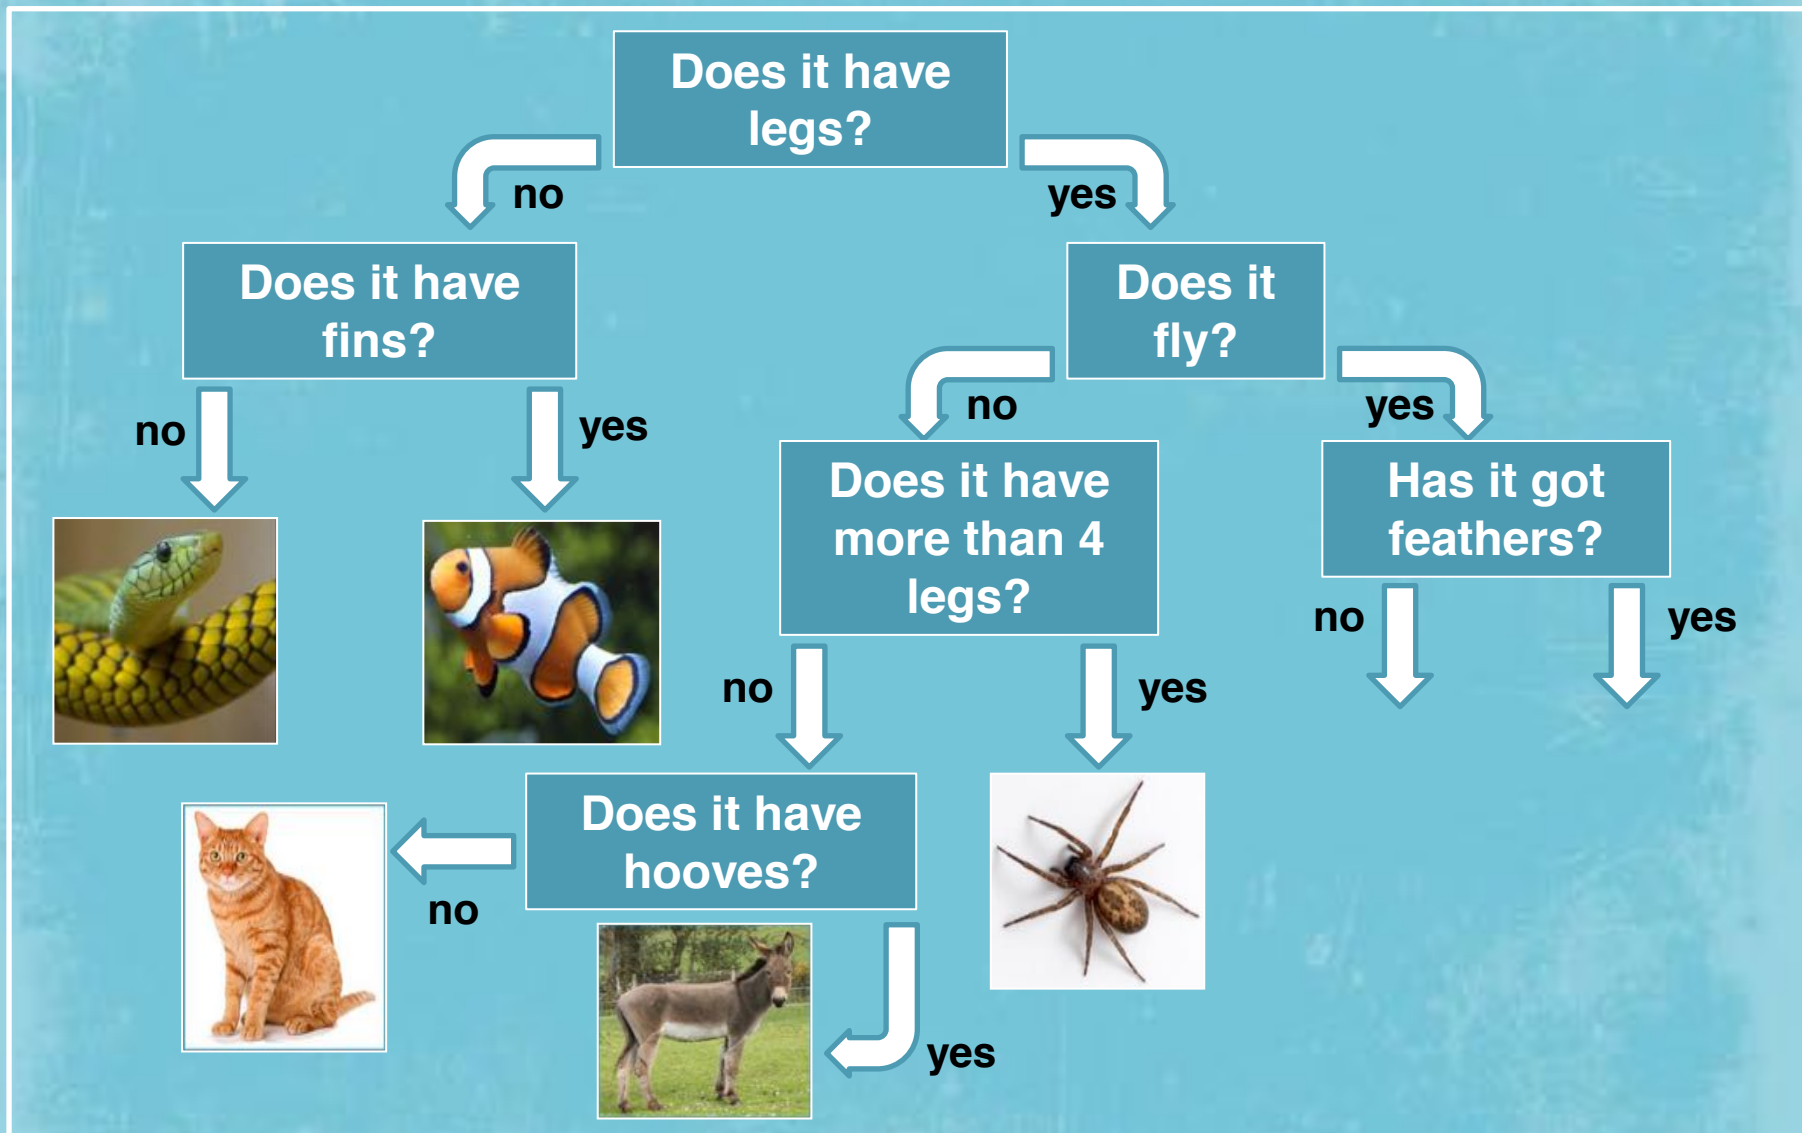 Does it have
legs?
no
yes
Does it have
fins?
Does it
fly?
no
yes
no
yes
Does it have
more than 4
legs?
Has it got
feathers?
no
yes
no
yes
Does it have
hooves?
no
yes